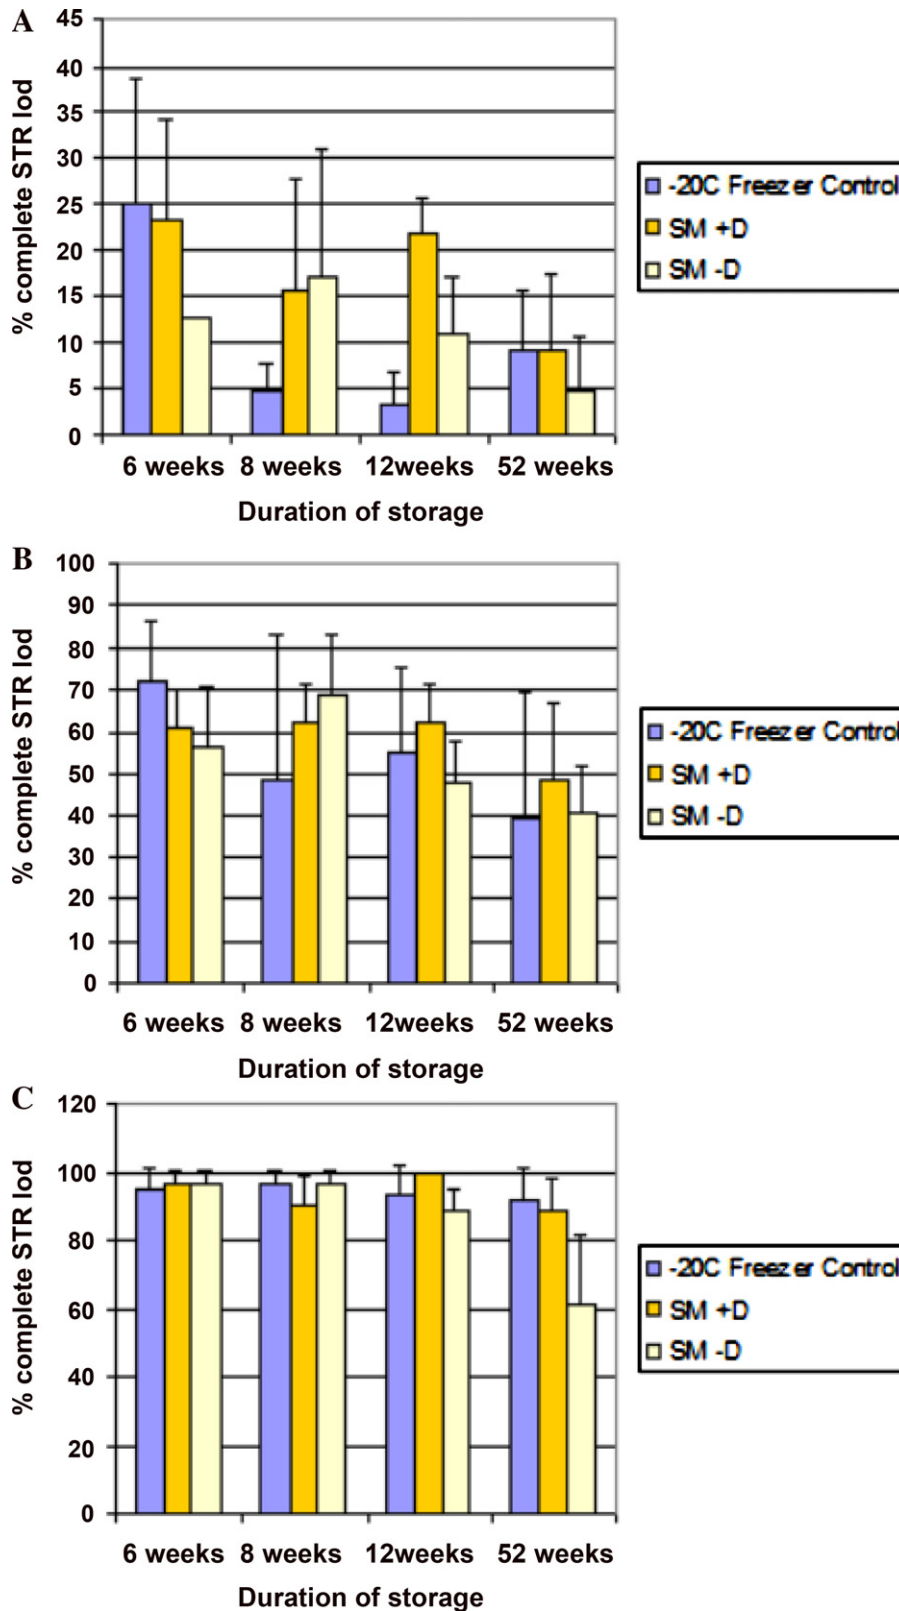 A
% complete STR lod
45
40
35
30
25
20
15
10
5
0
6 weeks 8 weeks 12weeks 52 weeks
Duration of storage
-20C Freezer Control
SM +D
SM -D
B
% complete STR lod
100
90
80
70
60
50
40
30
20
10
0
6 weeks 8 weeks 12weeks 52 weeks
Duration of storage
-20C Freezer Control
SM +D
SM -D
C
% complete STR lod
120
100
80
60
40
20
0
6 weeks 8 weeks 12weeks 52 weeks
Duration of storage
-20C Freezer Control
SM +D
SM -D